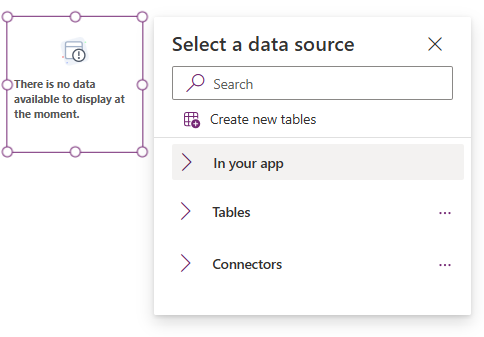 There is no data
available to display at
the moment.
Select a data source
Search
Create new tables
In your app
Tables
Connectors